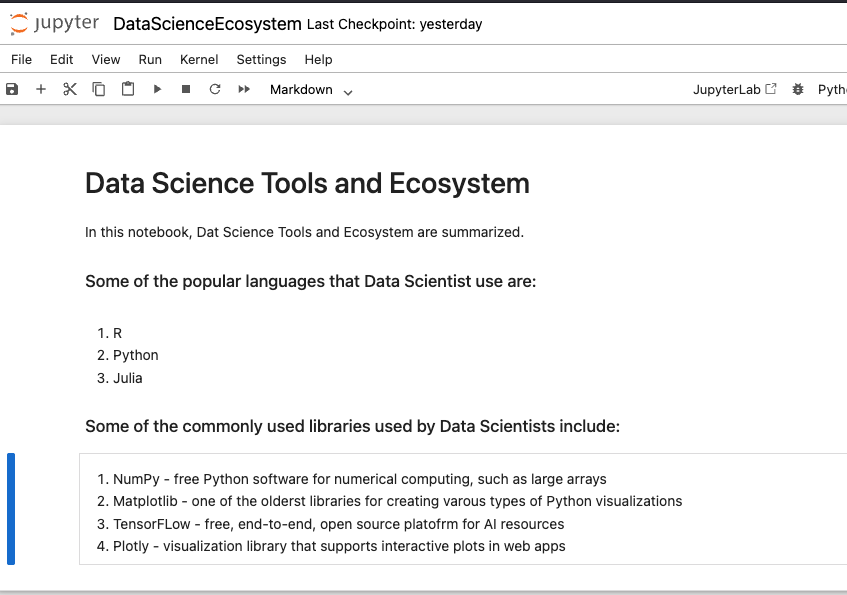 jupyter DataScienceEcosystem Last Checkpoint: yesterday
File Edit View Run Kernel Settings Help
Markdown JupyterLab Pyth
Data Science Tools and Ecosystem
In this notebook, Dat Science Tools and Ecosystem are summarized.
Some of the popular languages that Data Scientist use are:
1. R
2. Python
3. Julia
Some of the commonly used libraries used by Data Scientists include:
1. NumPy - free Python software for numerical computing, such as large arrays
2. Matplotlib - one of the olderst libraries for creating varous types of Python visualizations
3. TensorFLow - free, end-to-end, open source platofrm for AI resources
4. Plotly - visualization library that supports interactive plots in web apps